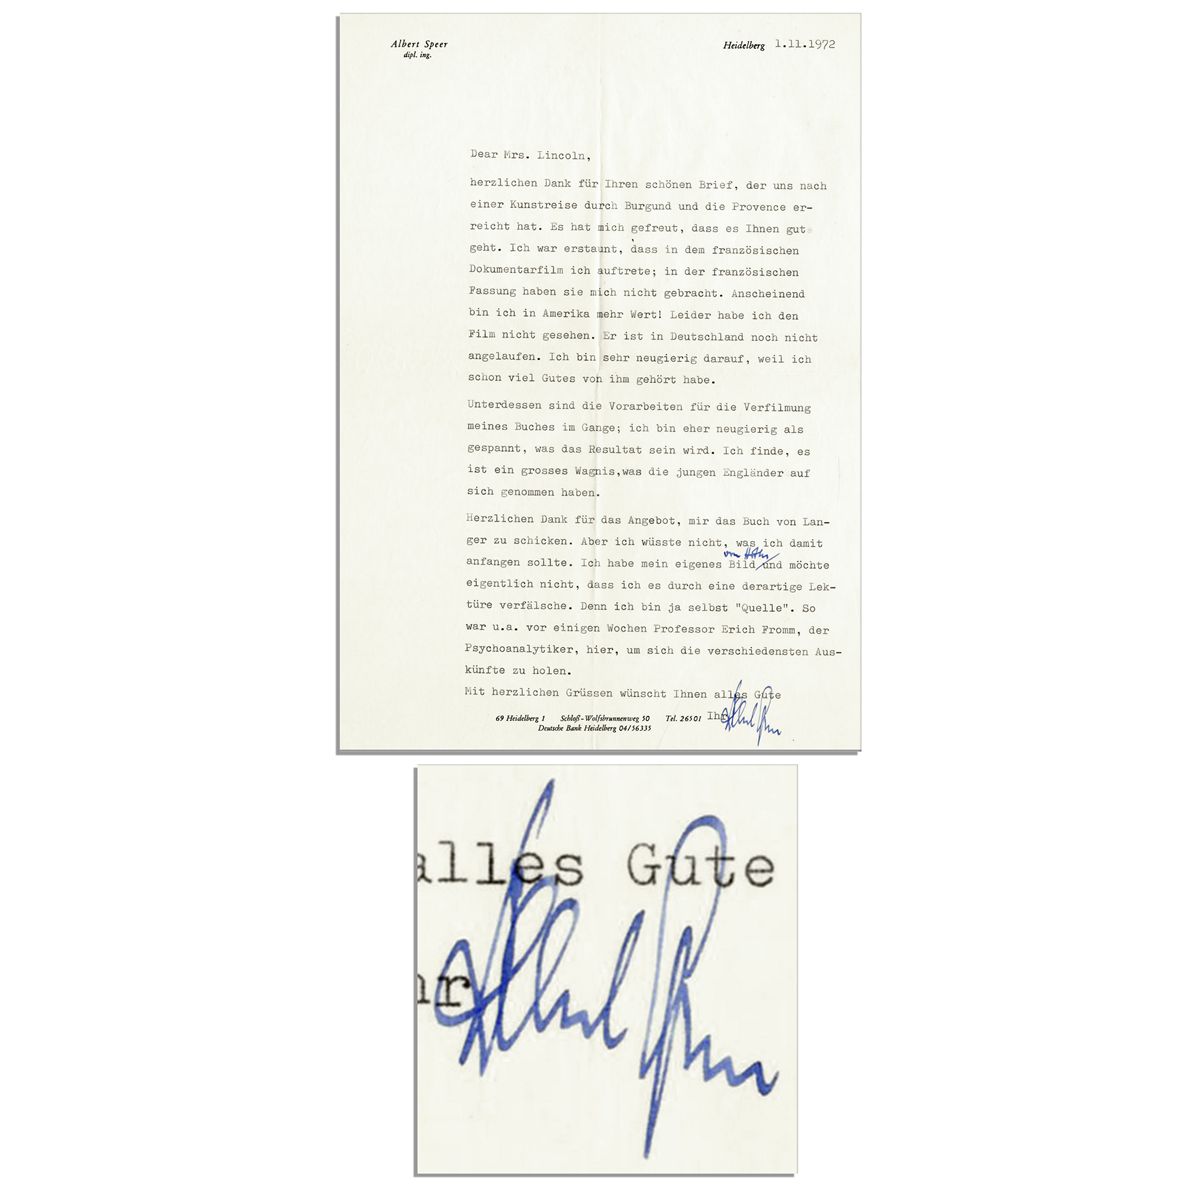 Albert Speer
dipl. ing.
Heidelberg 1.11.1972
Dear Mrs. Lincoln,
herzlichen Dank für Ihren schönen Brief, der uns nach
einer Kunstreise durch Burgund und die Provence er-
reicht hat. Es hat mich gefreut, dass es Ihnen gut
geht. Ich war erstaunt, dass in dem französischen
Dokumentarfilm ich auftrete; in der französischen
Fassung haben sie mich nicht gebracht. Anscheinend
bin ich in Amerika mehr Wert! Leider habe ich den
Film nicht gesehen. Er ist in Deutschland noch nicht
angelaufen. Ich bin sehr neugierig darauf, weil ich
schon viel Gutes von ihm gehört habe.
Unterdessen sind die Vorarbeiten für die Verfilmung
meines Buches im Gange; ich bin eher neugierig als
gespannt, was das Resultat sein wird. Ich finde, es
ist ein grosses Wagnis,was die jungen Engländer auf
sich genommen haben.
Herzlichen Dank für das Angebot, mir das Buch von Lan-
ger zu schicken. Aber ich wüsste nicht, was ich damit
von Hitler
anfangen sollte. Ich habe mein eigenes Bild und möchte
eigentlich nicht, dass ich es durch eine derartige Lek-
türe verfälsche. Denn ich bin ja selbst "Quelle". So
war u.a. vor einigen Wochen Professor Erich Fromm, der
Psychoanalytiker, hier, um sich die verschiedensten Aus-
künfte zu holen.
Mit herzlichen Grüssen wünscht Ihnen alles Gute
Ihr Albert Speer
69 Heidelberg 1 Schloß-Wolfsbrunnenweg 50 Tel. 26501
Deutsche Bank Heidelberg 04/56335
alles Gute
hr Albert Speer